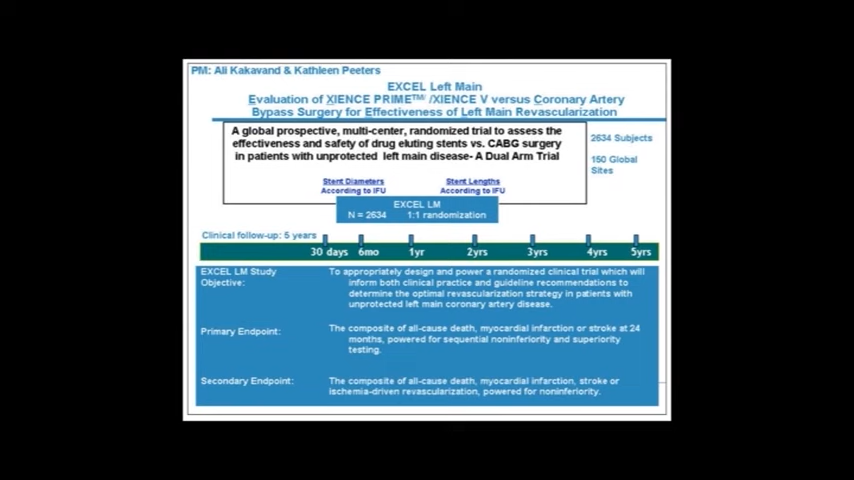 PM: Ali Kakavand & Kathleen Peeters
EXCEL Left Main
Evaluation of XIENCE PRIME™/XIENCE V versus Coronary Artery
Bypass Surgery for Effectiveness of Left Main Revascularization
A global prospective, multi-center, randomized trial to assess the
effectiveness and safety of drug eluting stents vs. CABG surgery
in patients with unprotected left main disease- A Dual Arm Trial
2634 Subjects
150 Global
Sites
Stent Diameters
According to IFU
Stent Lengths
According to IFU
EXCEL LM
N = 2634 1:1 randomization
Clinical follow-up: 5 years
30 days 6mo 1yr 2yrs 3yrs 4yrs 5yrs
EXCEL LM Study
Objective:
To appropriately design and power a randomized clinical trial which will
inform both clinical practice and guideline recommendations to
determine the optimal revascularization strategy in patients with
unprotected left main coronary artery disease.
Primary Endpoint:
The composite of all-cause death, myocardial infarction or stroke at 24
months, powered for sequential noninferiority and superiority
testing.
Secondary Endpoint:
The composite of all-cause death, myocardial infarction, stroke or
ischemia-driven revascularization, powered for noninferiority.